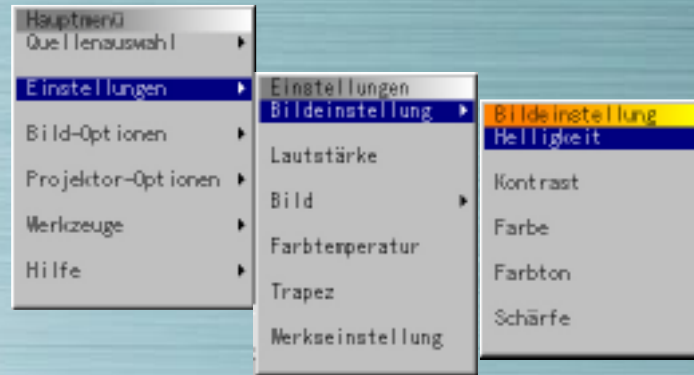 Hauptmenü
Quellenauswahl
Einstellungen
Bild-Optionen
Projektor-Optionen
Werkzeuge
Hilfe
Einstellungen
Bildeinstellung
Lautstärke
Bild
Farbtemperatur
Trapez
Werkseinstellung
Bildeinstellung
Helligkeit
Kontrast
Farbe
Farbton
Schärfe